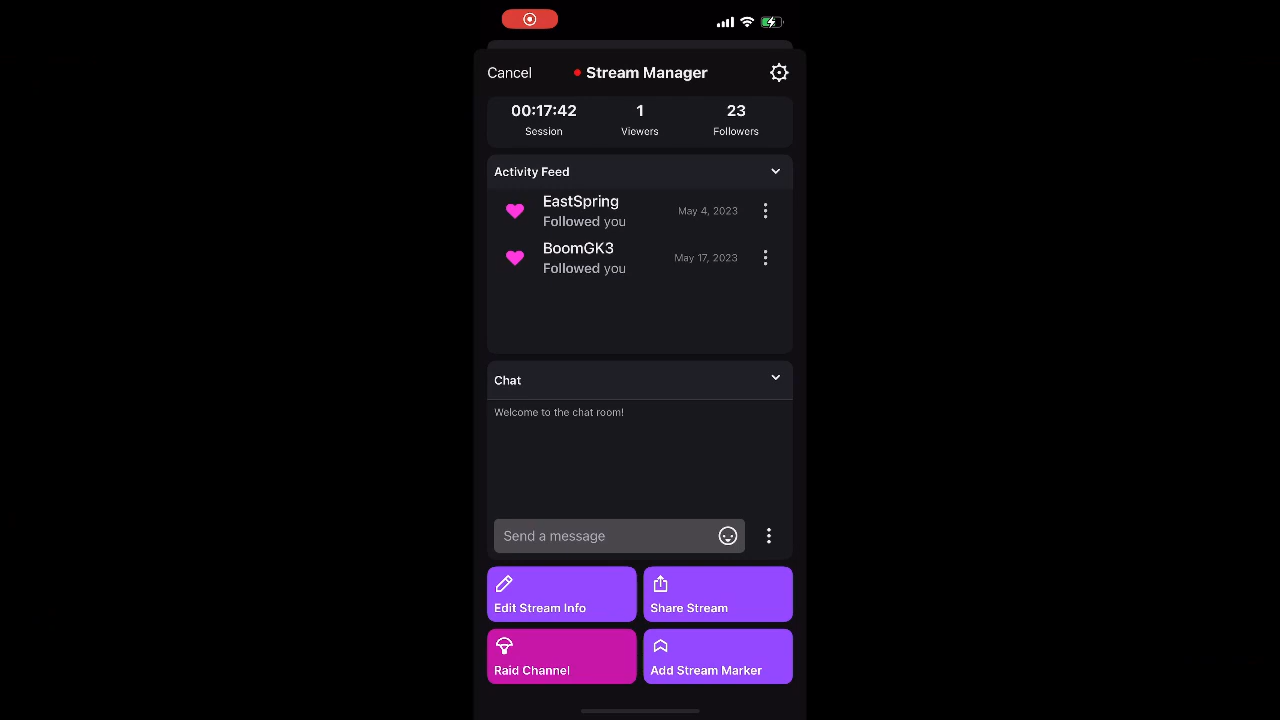 Cancel
Stream Manager
00:17:42
1
23
Session
Viewers
Followers
Activity Feed
EastSpring
Followed you
May 4, 2023
BoomGK3
Followed you
May 17, 2023
Chat
Welcome to the chat room!
Send a message
Edit Stream Info
Share Stream
Raid Channel
Add Stream Marker